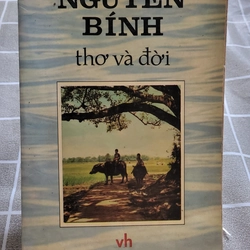 NGUYỄN
BÍNH
thơ và đời
vh